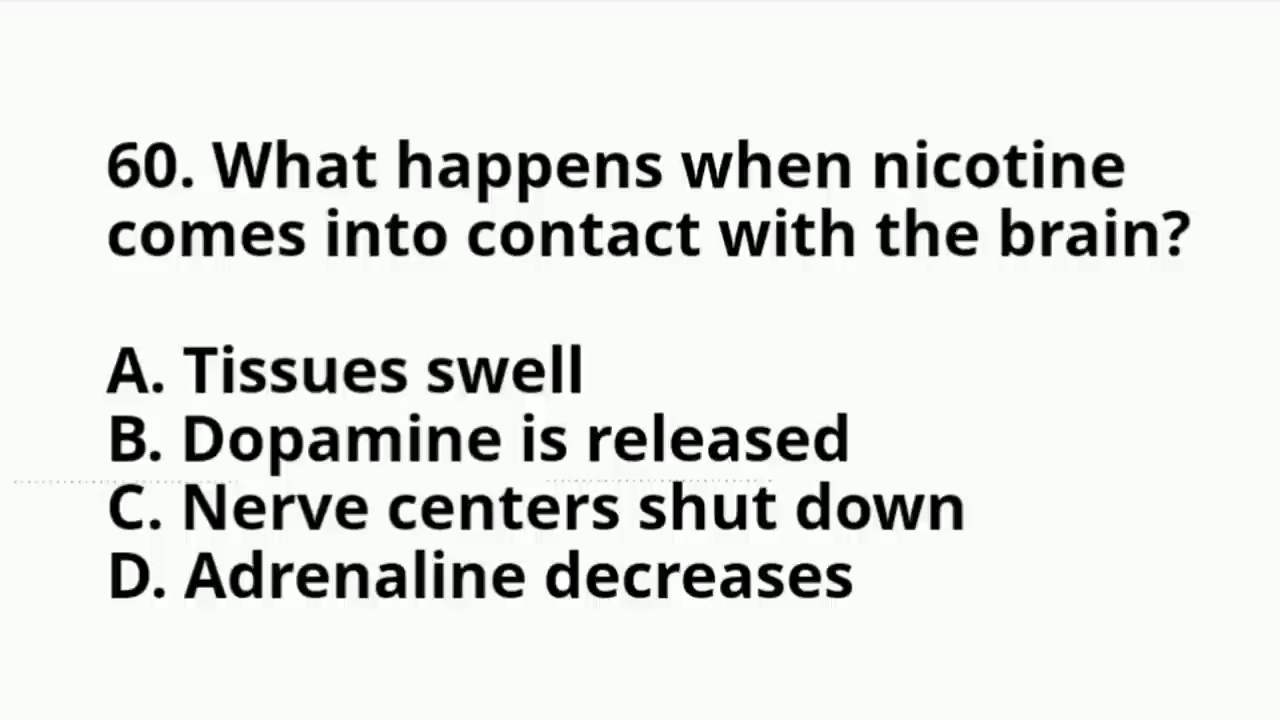 60. What happens when nicotine
comes into contact with the brain?
A. Tissues swell
B. Dopamine is released
C. Nerve centers shut down
D. Adrenaline decreases